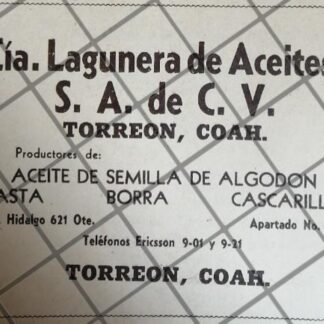 Cía. Lagunera de Aceites
S. A. de C. V.
TORREON, COAH.
Productores de:
ACEITE DE SEMILLA DE ALGODON
ASTA BORRA CASCARILL
Hidalgo 621 Ote. Apartado No.
Teléfonos Ericsson 9-01 y 9-21
TORREON, COAH.